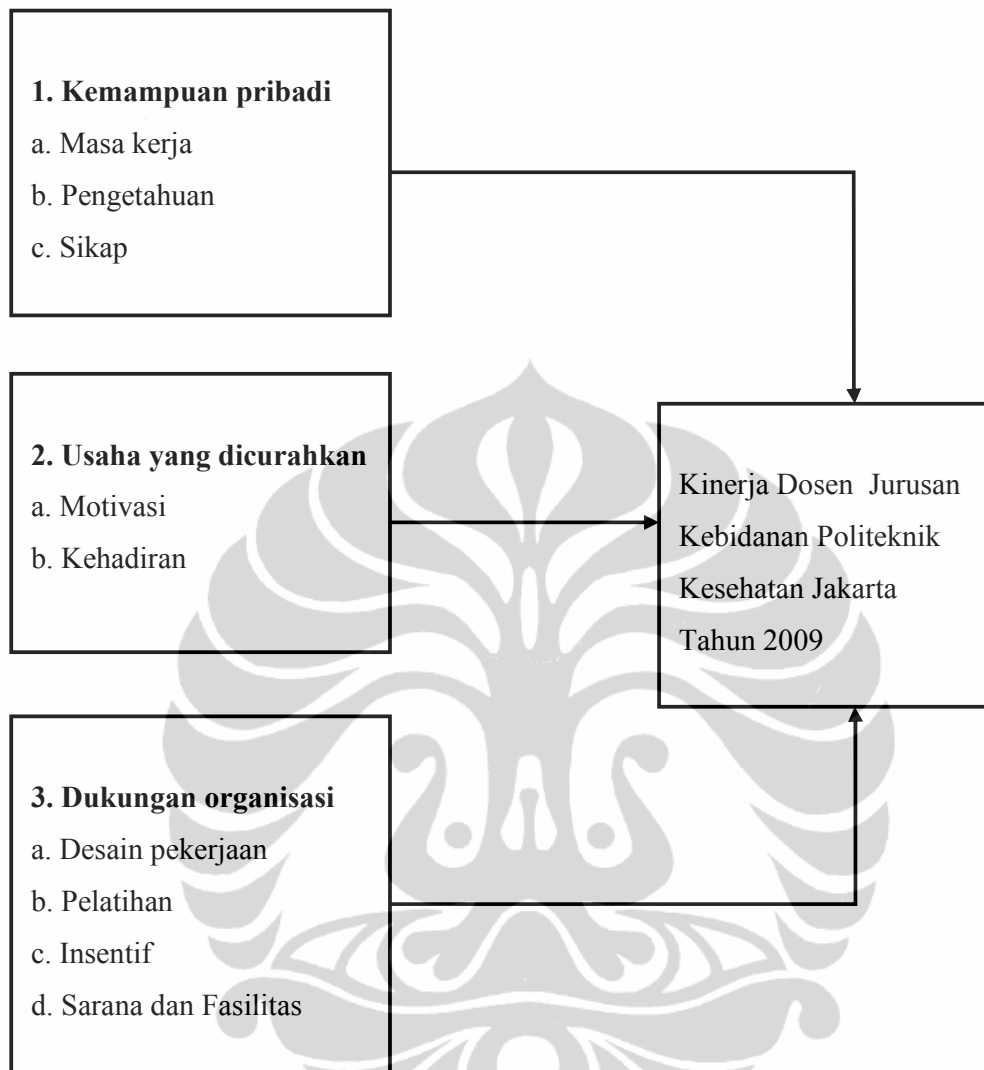 1. Kemampuan pribadi
a. Masa kerja
b. Pengetahuan
c. Sikap
2. Usaha yang dicurahkan
a. Motivasi
b. Kehadiran
Kinerja Dosen Jurusan
Kebidanan Politeknik
Kesehatan Jakarta
Tahun 2009
3. Dukungan organisasi
a. Desain pekerjaan
b. Pelatihan
c. Insentif
d. Sarana dan Fasilitas